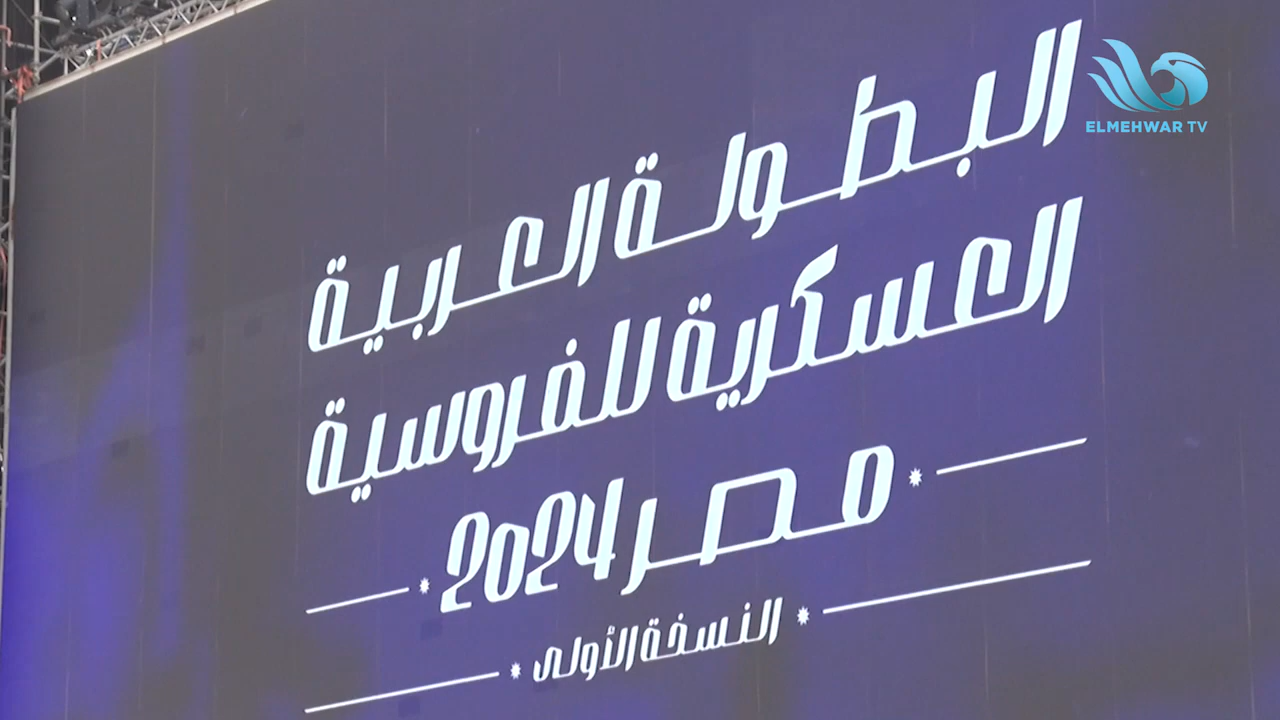 البطولة العربية
العسكرية للفروسية
مصر 2024
النسخة الأولى
ELMEHWAR TV